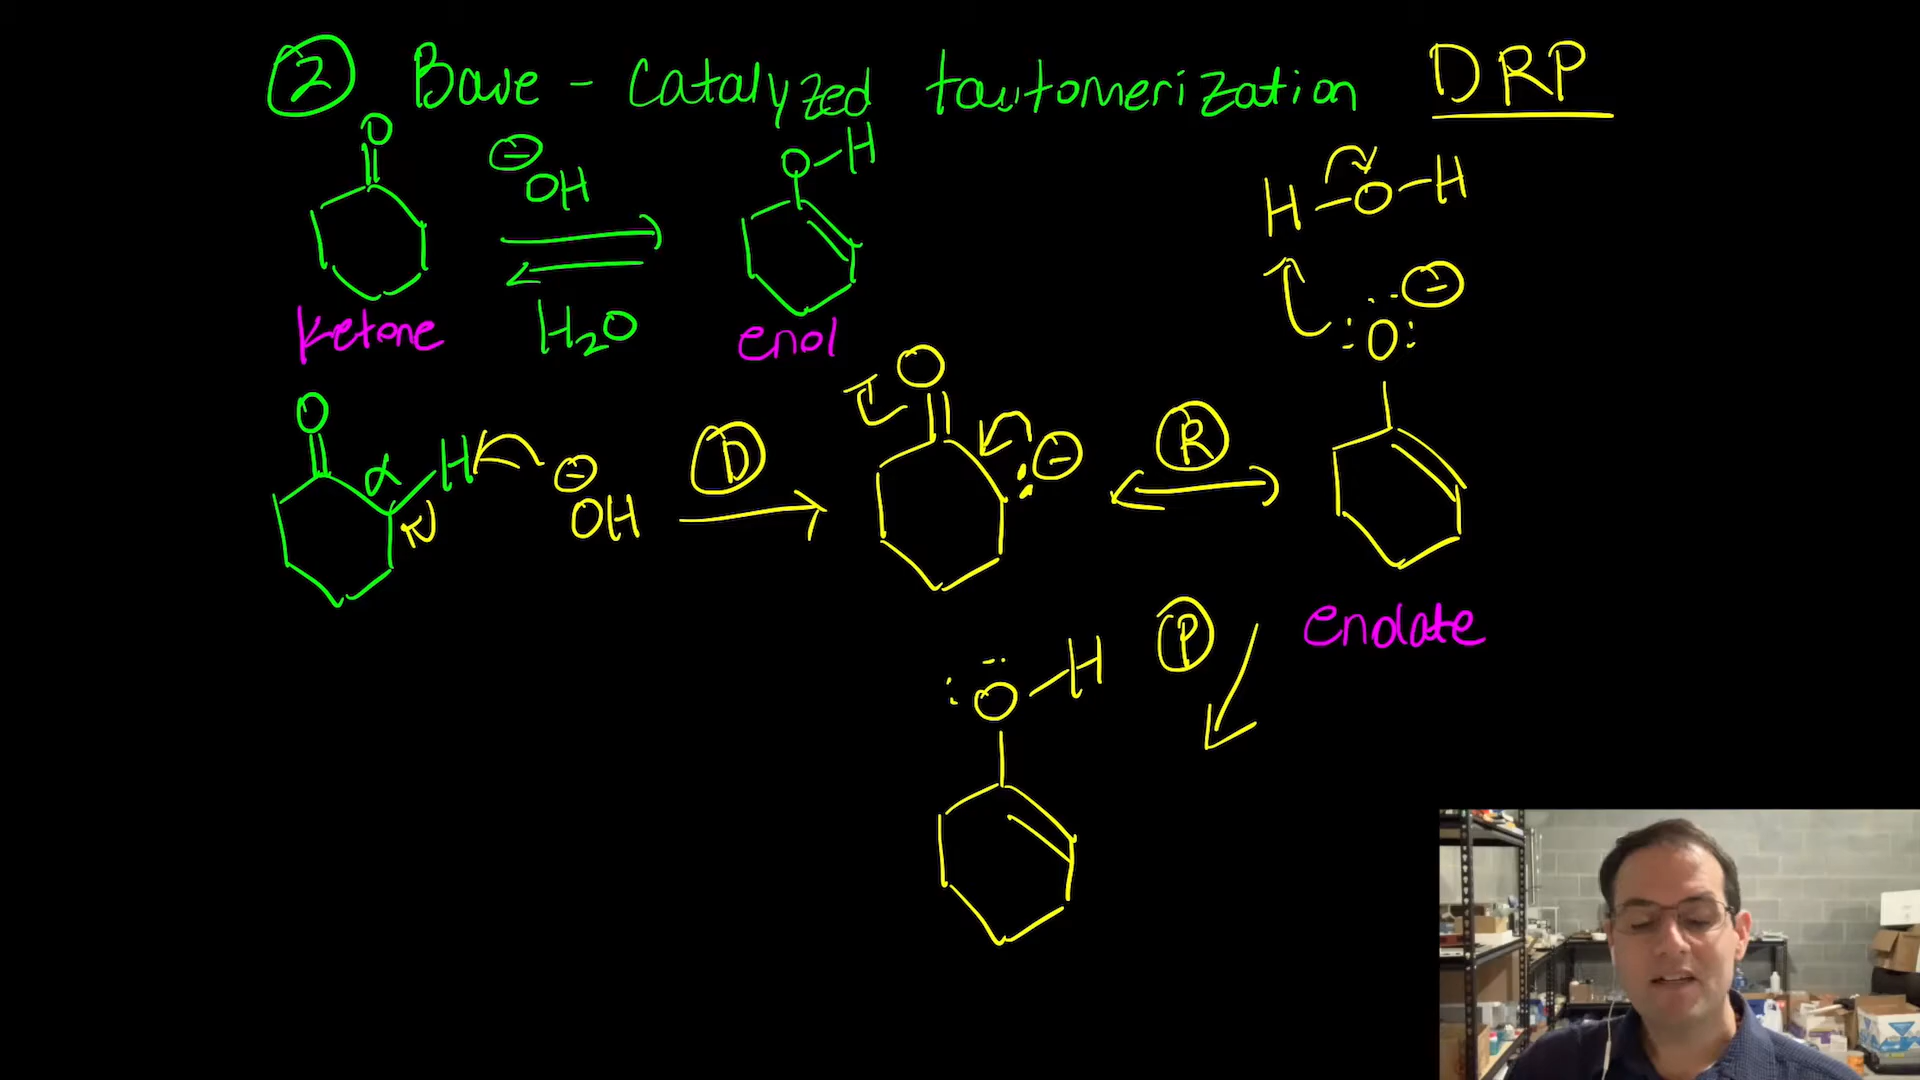 ② Base - Catalyzed tautomerization DRP
O
⊖
OH
O-H
H-O-H
Ketone
H₂O
enol
⊖
:O:
O
α
H
⊖
OH
D
O
:⊖
R
enolate
:O-H
P